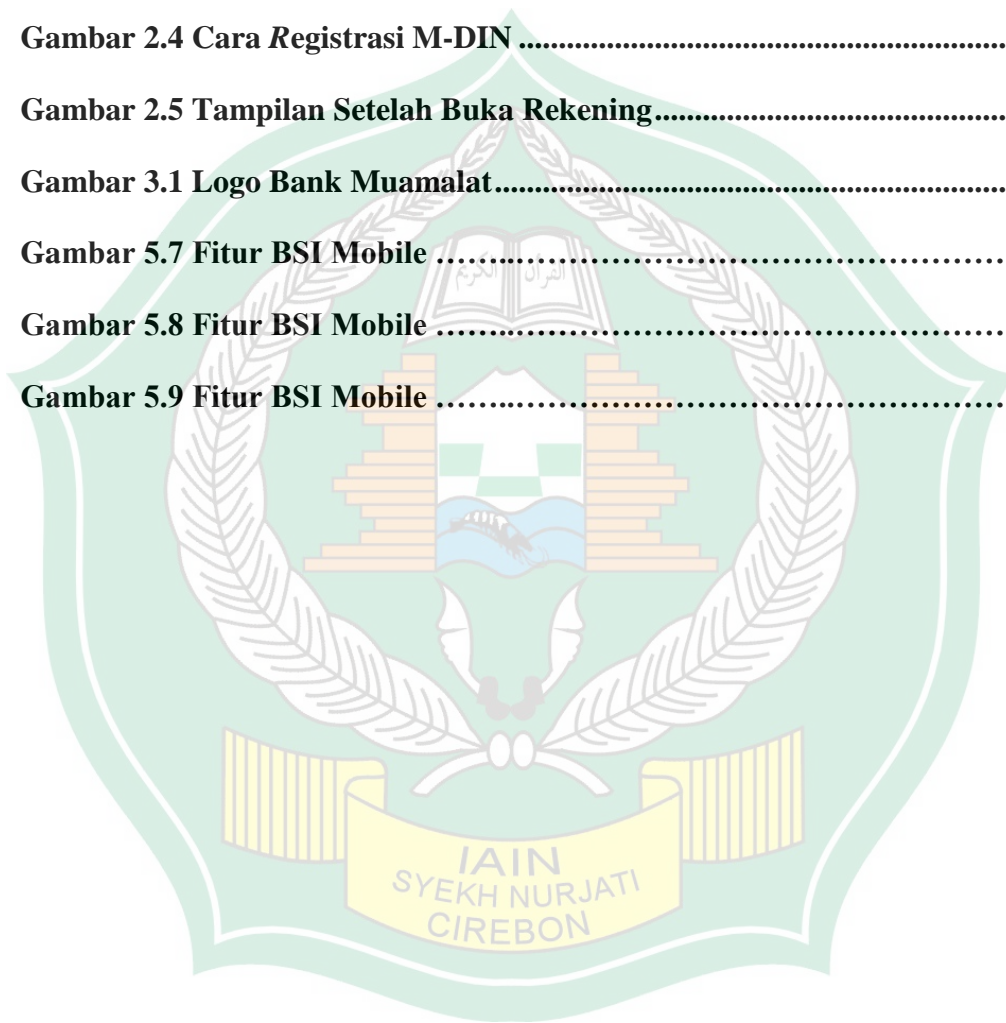 Gambar 2.4 Cara Registrasi M-DIN ........................................................................
Gambar 2.5 Tampilan Setelah Buka Rekening ..................................................
Gambar 3.1 Logo Bank Muamalat ........................................................................
Gambar 5.7 Fitur BSI Mobile ……..……………………………………………
Gambar 5.8 Fitur BSI Mobile ……..……………………………………………
Gambar 5.9 Fitur BSI Mobile ……..……………………………………………
القرآن الكريم
IAIN
SYEKH NURJATI
CIREBON